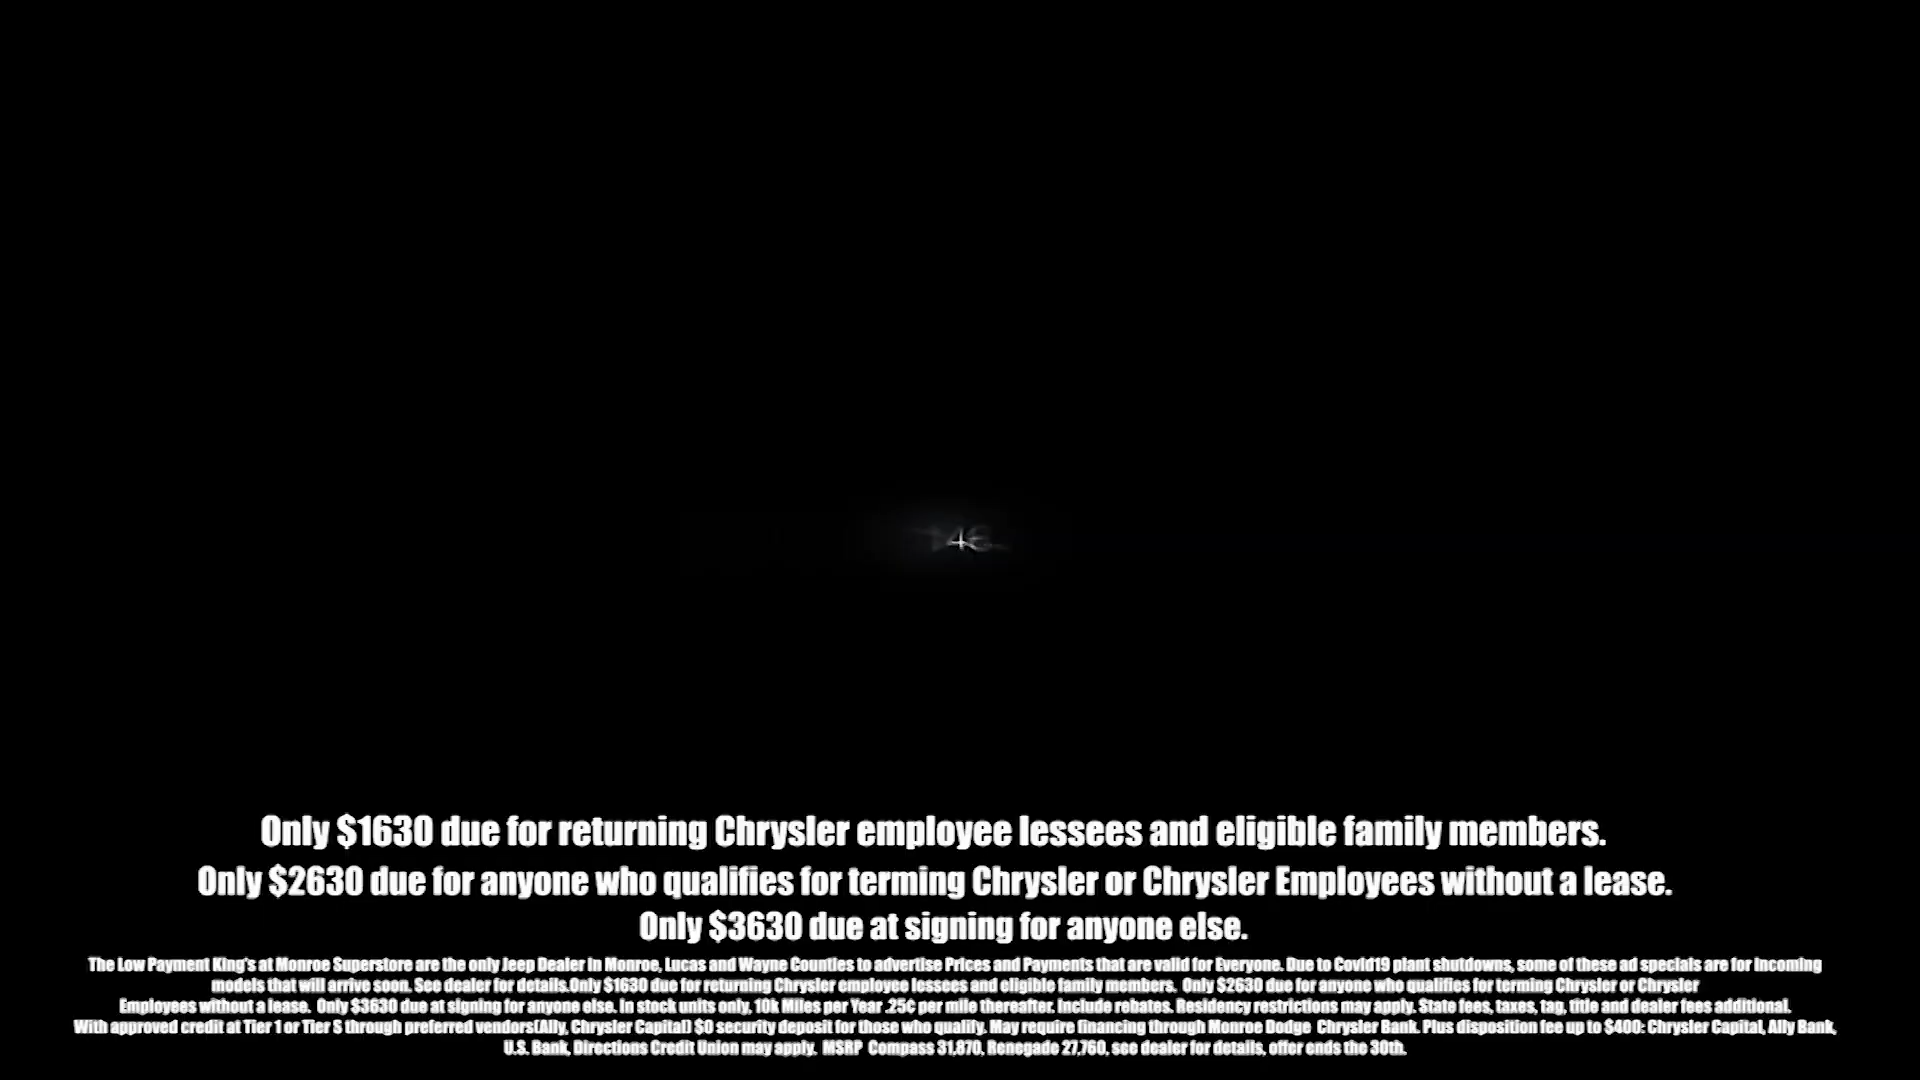 Only $1630 due for returning Chrysler employee lessees and eligible family members.
Only $2630 due for anyone who qualifies for terming Chrysler or Chrysler Employees without a lease.
Only $3630 due at signing for anyone else.
The Low Payment King's at Monroe Superstore are the only Jeep Dealer in Monroe, Lucas and Wayne Counties to advertise Prices and Payments that are valid for Everyone. Due to Covid19 plant shutdowns, some of these ad specials are for incoming
models that will arrive soon. See dealer for details.Only $1630 due for returning Chrysler employee lessees and eligible family members. Only $2630 due for anyone who qualifies for terming Chrysler or Chrysler
Employees without a lease. Only $3630 due at signing for anyone else. In stock units only, 10k Miles per Year .25¢ per mile thereafter. Include rebates. Residency restrictions may apply. State fees, taxes, tag, title and dealer fees additional.
With approved credit at Tier 1 or Tier S through preferred vendors(Ally, Chrysler Capital) $0 security deposit for those who qualify. May require financing through Monroe Dodge Chrysler Bank. Plus disposition fee up to $400: Chrysler Capital, Ally Bank,
U.S. Bank, Directions Credit Union may apply. MSRP Compass 31,870, Renegade 27,760, see dealer for details, offer ends the 30th.